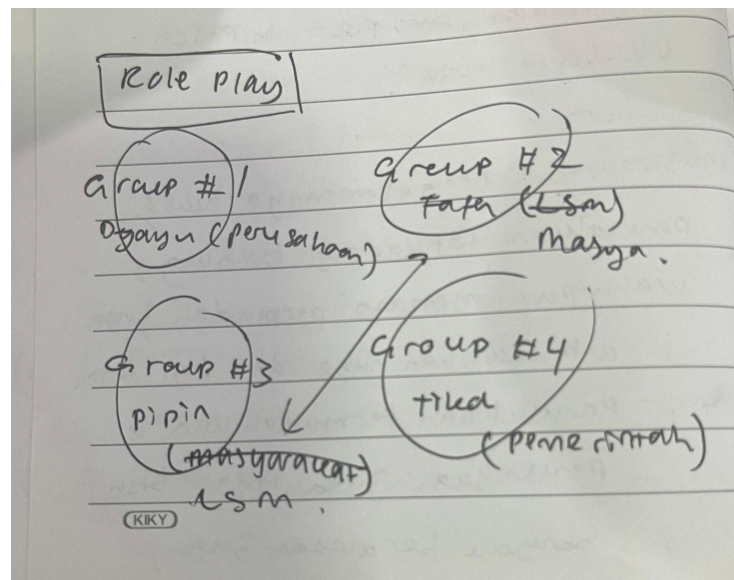 Role Play
Group #1
Dyayu (perusahaan)
Group #2
Fafa (Lsm)
Masya.
Group #3
pipin
(masyarakat)
Lsm.
Group #4
tika
(pemerintah)
KIKY